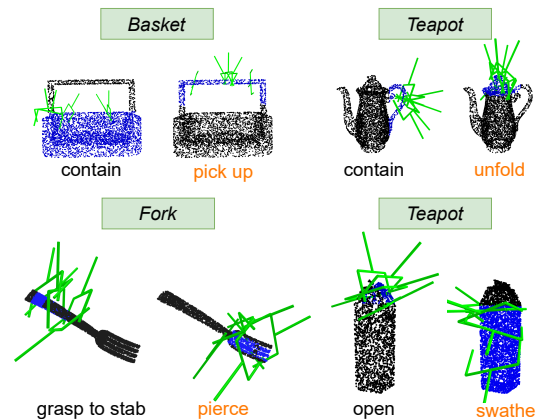 Basket
Teapot
contain
pick up
contain
unfold
Fork
Teapot
grasp to stab
pierce
open
swathe